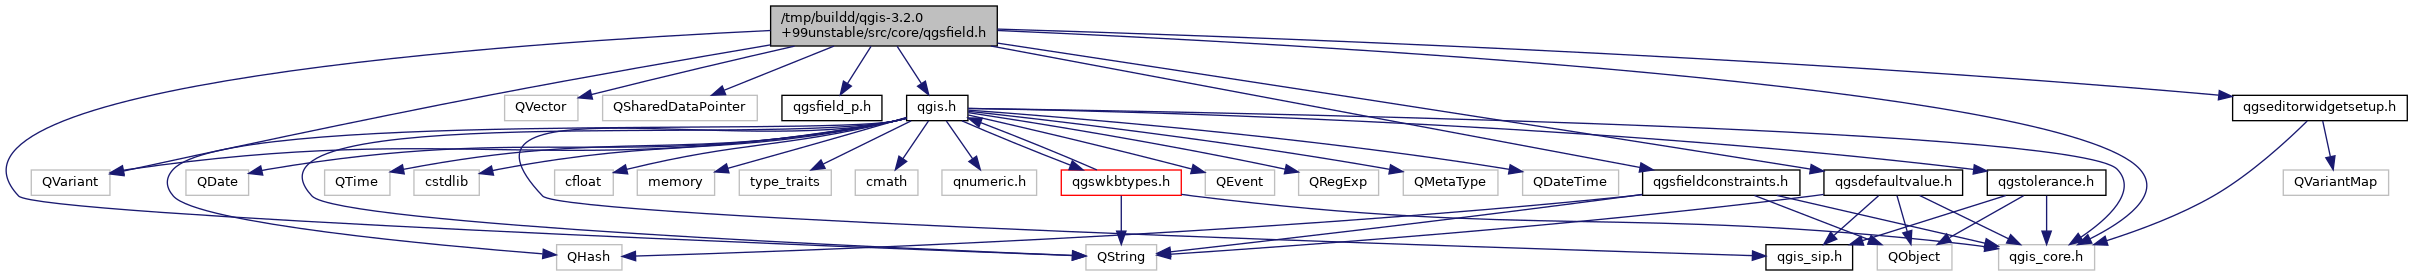 /tmp/buildd/qgis-3.2.0
+99unstable/src/core/qgsfield.h
QVector
QSharedDataPointer
qgsfield_p.h
qgis.h
qgseditorwidgetsetup.h
QVariant
QDate
QTime
cstdlib
cfloat
memory
type_traits
cmath
qnumeric.h
qgswkbtypes.h
QEvent
QRegExp
QMetaType
QDateTime
qgsfieldconstraints.h
qgsdefaultvalue.h
qgstolerance.h
QVariantMap
QHash
QString
qgis_sip.h
QObject
qgis_core.h